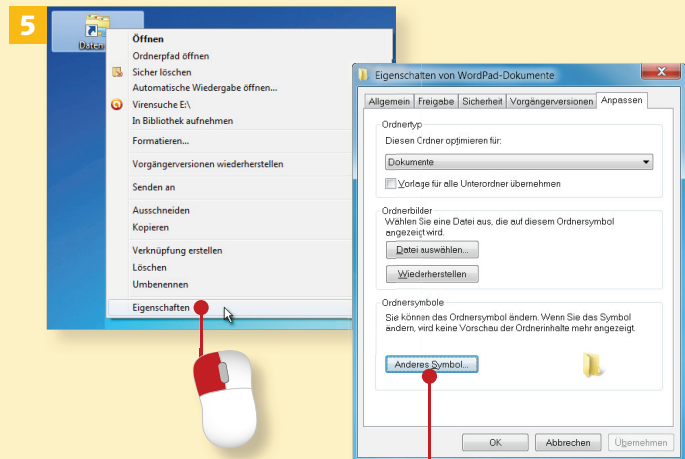 5
Daten
Öffnen
Ordnerpfad öffnen
Sicher löschen
Automatische Wiedergabe öffnen...
Virensuche E:\
In Bibliothek aufnehmen
Formatieren...
Vorgängerversionen wiederherstellen
Senden an
Ausschneiden
Kopieren
Verknüpfung erstellen
Löschen
Umbenennen
Eigenschaften
Eigenschaften von WordPad-Dokumente
Allgemein Freigabe Sicherheit Vorgängerversionen Anpassen
Ordnertyp
Diesen Ordner optimieren für:
Dokumente
Vorlage für alle Unterordner übernehmen
Ordnerbilder
Wählen Sie eine Datei aus, die auf diesem Ordnersymbol
angezeigt wird.
Datei auswählen...
Wiederherstellen
Ordnersymbole
Sie können das Ordnersymbol ändern. Wenn Sie das Symbol
ändern, wird keine Vorschau der Ordnerinhalte mehr angezeigt.
Anderes Symbol...
OK Abbrechen Übernehmen